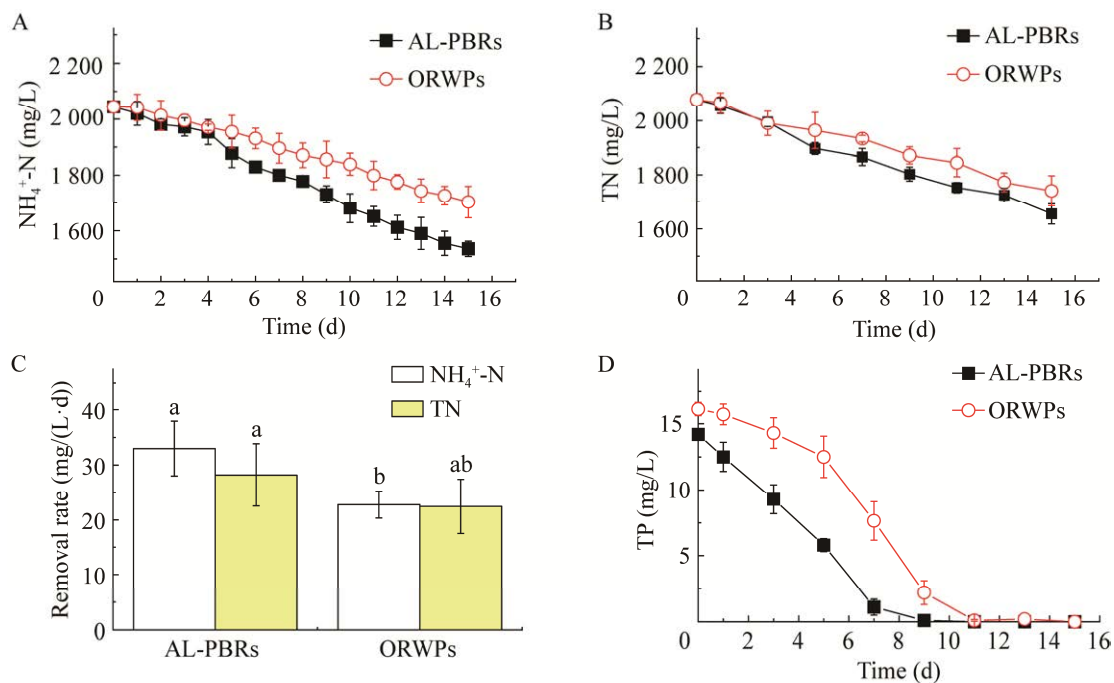 A
AL-PBRs
ORWPs
2 200
2 000
1 800
1 600
NH₄⁺-N (mg/L)
0 2 4 6 8 10 12 14 16
Time (d)
B
AL-PBRs
ORWPs
2 200
2 000
1 800
1 600
TN (mg/L)
0 2 4 6 8 10 12 14 16
Time (d)
C
NH₄⁺-N
TN
40
30
20
10
0
Removal rate (mg/(L·d))
a a b ab
AL-PBRs ORWPs
D
AL-PBRs
ORWPs
15
10
5
TP (mg/L)
0 2 4 6 8 10 12 14 16
Time (d)